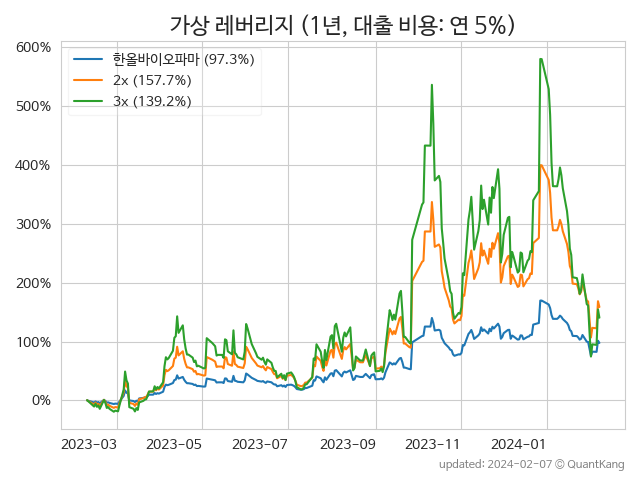 가상 레버리지 (1년, 대출 비용: 연 5%)
600%
500%
400%
300%
200%
100%
0%
한올바이오파마 (97.3%)
2x (157.7%)
3x (139.2%)
2023-03
2023-05
2023-07
2023-09
2023-11
2024-01
updated: 2024-02-07 © QuantKang